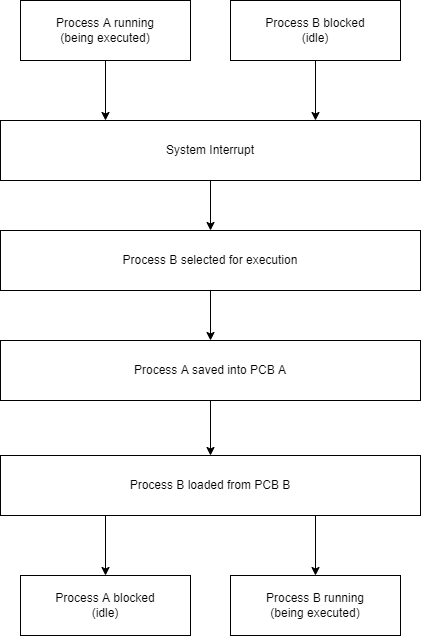 Process A running
(being executed)
Process B blocked
(idle)
System Interrupt
Process B selected for execution
Process A saved into PCB A
Process B loaded from PCB B
Process A blocked
(idle)
Process B running
(being executed)